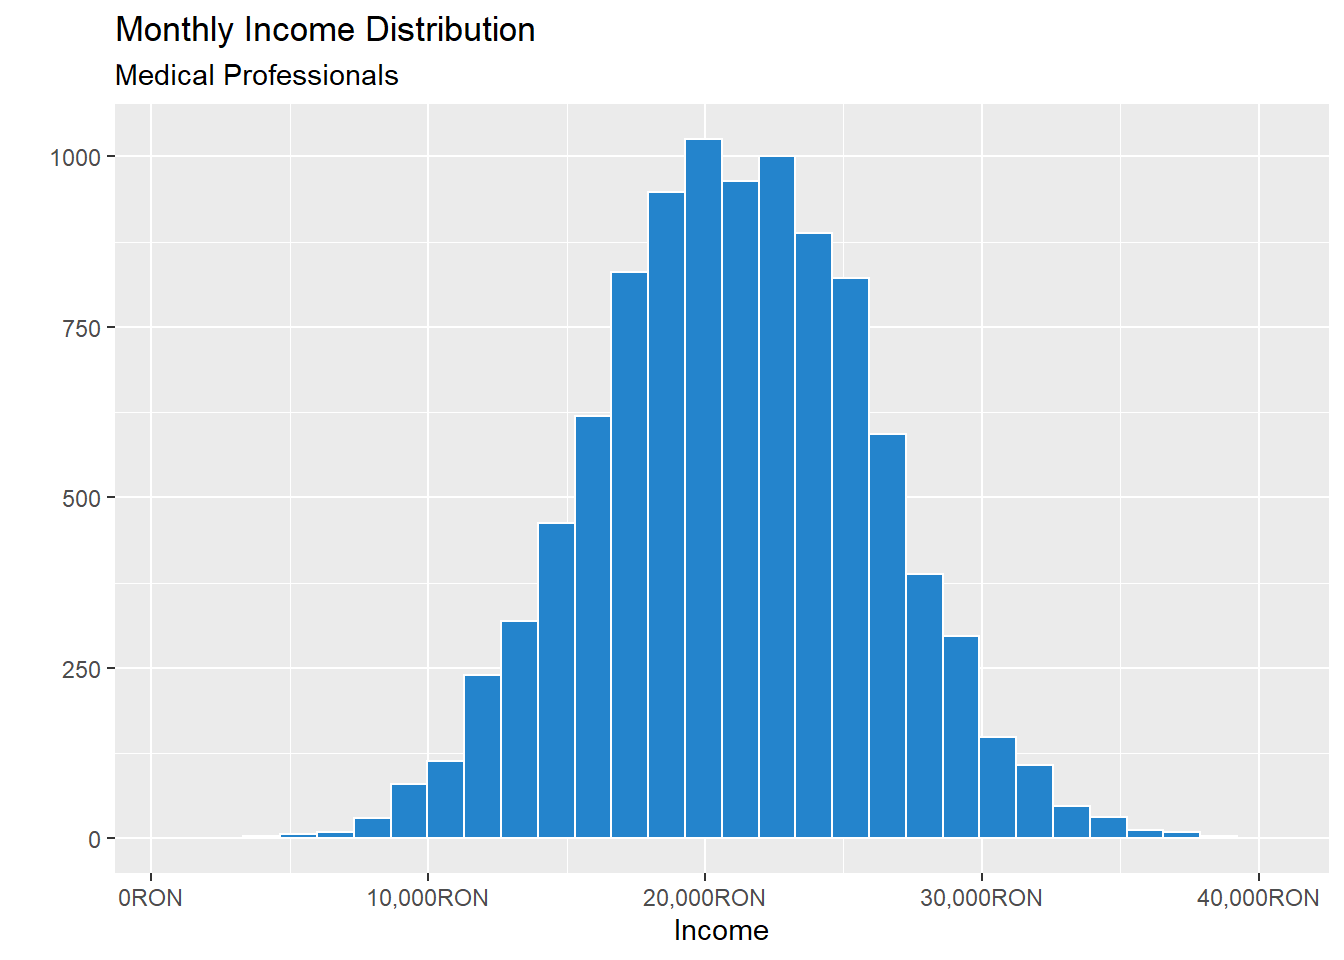 Monthly Income Distribution
Medical Professionals
1000
750
500
250
0
0RON 10,000RON 20,000RON 30,000RON 40,000RON
Income